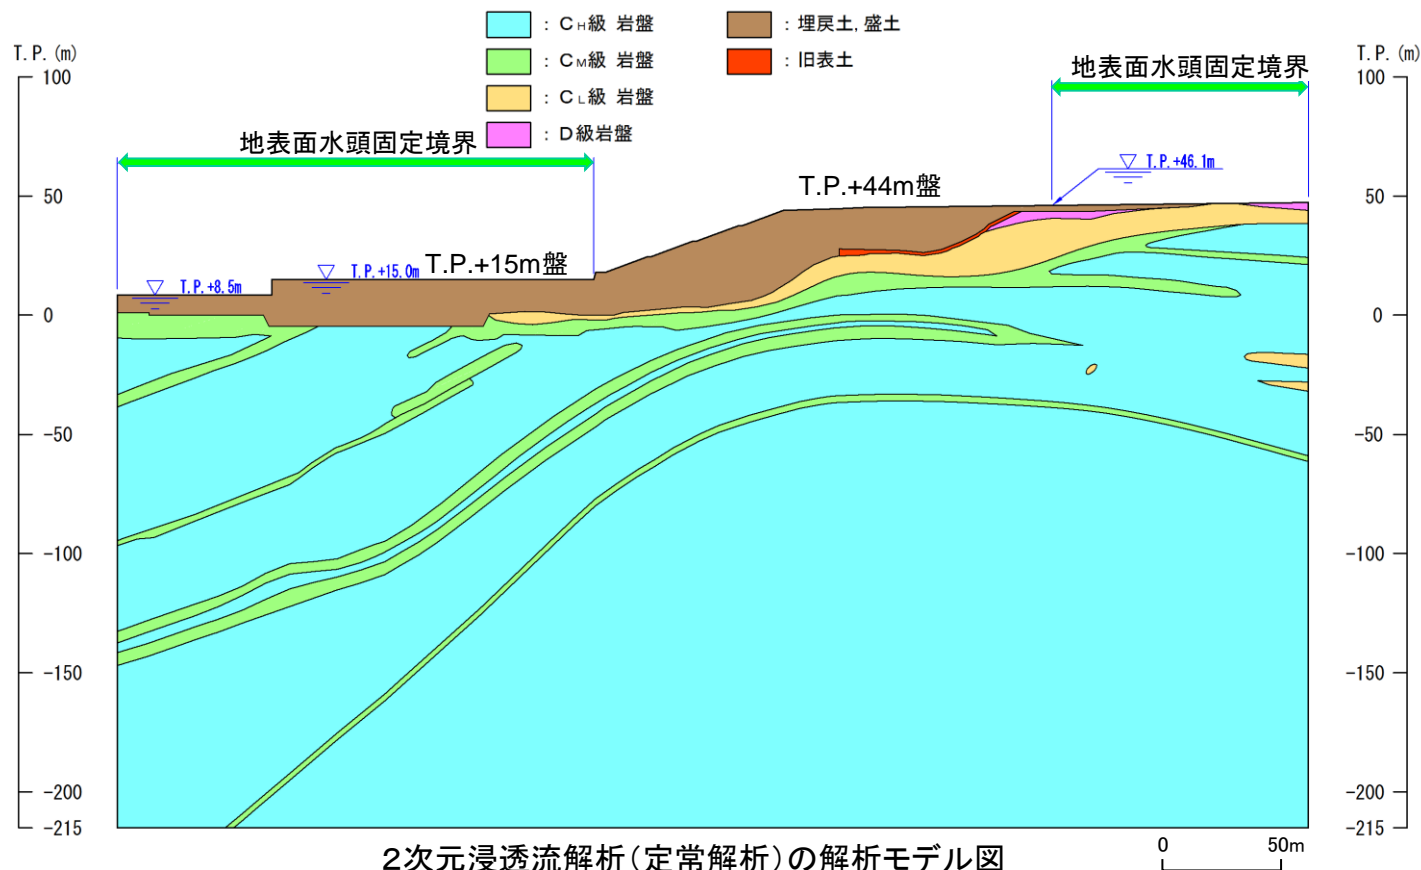 : CH級 岩盤
: 埋戻土, 盛土
T.P.(m)
: CM級 岩盤
: 旧表土
T.P.(m)
地表面水頭固定境界
100
100
: CL級 岩盤
地表面水頭固定境界
: D級岩盤
T.P.+46.1m
T.P.+44m盤
50
50
T.P.+15.0m
T.P.+15m盤
T.P.+8.5m
0
0
-50
-50
-100
-100
-150
-150
-200
-200
-215
-215
2次元浸透流解析(定常解析)の解析モデル図
0
50m